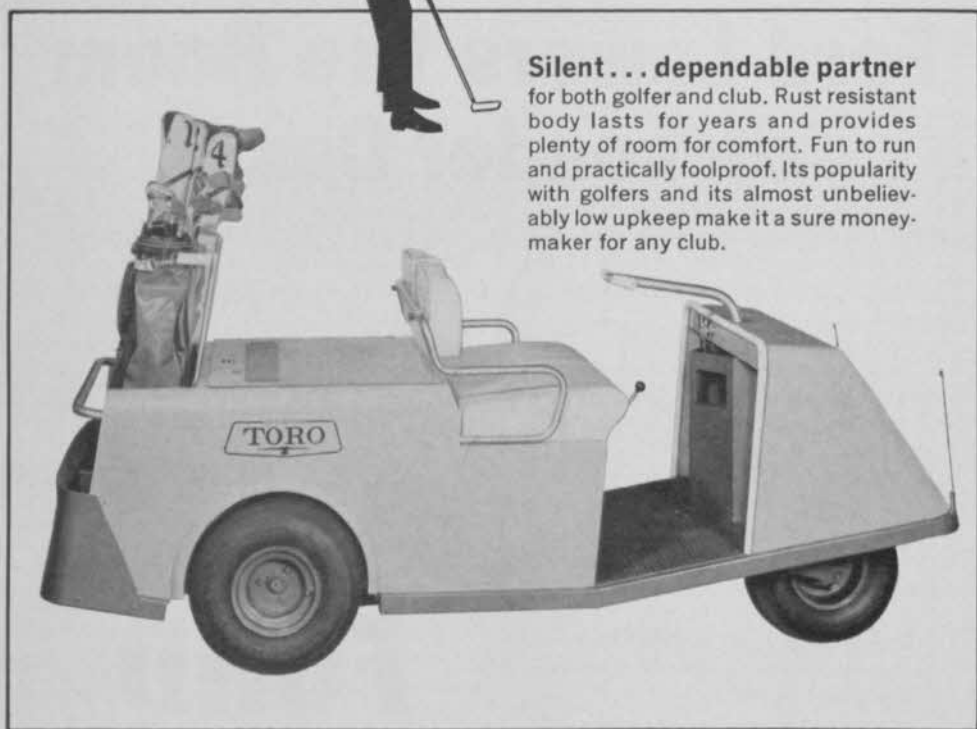 Silent... dependable partner
for both golfer and club. Rust resistant
body lasts for years and provides
plenty of room for comfort. Fun to run
and practically foolproof. Its popularity
with golfers and its almost unbeliev-
ably low upkeep make it a sure money-
maker for any club.
1 4
TORO